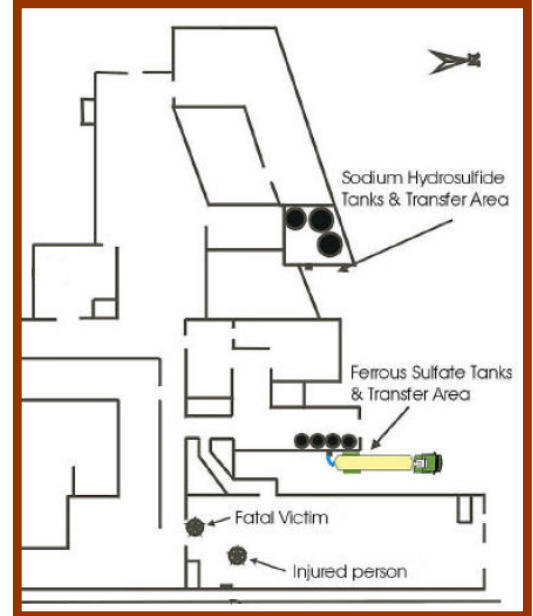 Sodium Hydrosulfide
Tanks & Transfer Area
Ferrous Sulfate Tanks
& Transfer Area
Fatal Victim
Injured person